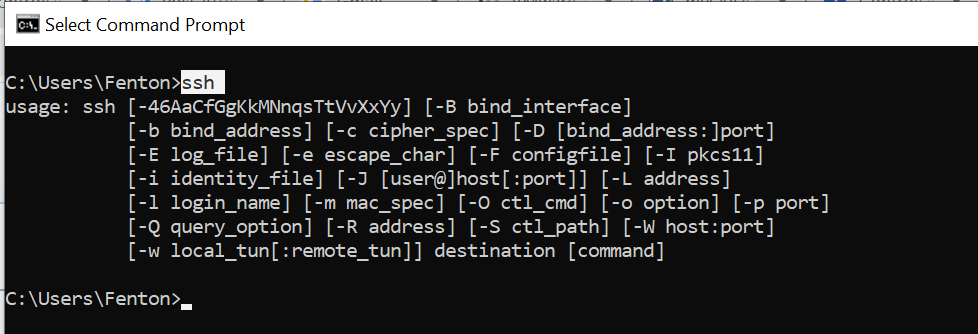 Select Command Prompt
C:\Users\Fenton>ssh
usage: ssh [-46AaCfGgKkMNnqsTtVvXxYy] [-B bind_interface]
           [-b bind_address] [-c cipher_spec] [-D [bind_address:]port]
           [-E log_file] [-e escape_char] [-F configfile] [-I pkcs11]
           [-i identity_file] [-J [user@]host[:port]] [-L address]
           [-l login_name] [-m mac_spec] [-O ctl_cmd] [-o option] [-p port]
           [-Q query_option] [-R address] [-S ctl_path] [-W host:port]
           [-w local_tun[:remote_tun]] destination [command]
C:\Users\Fenton>